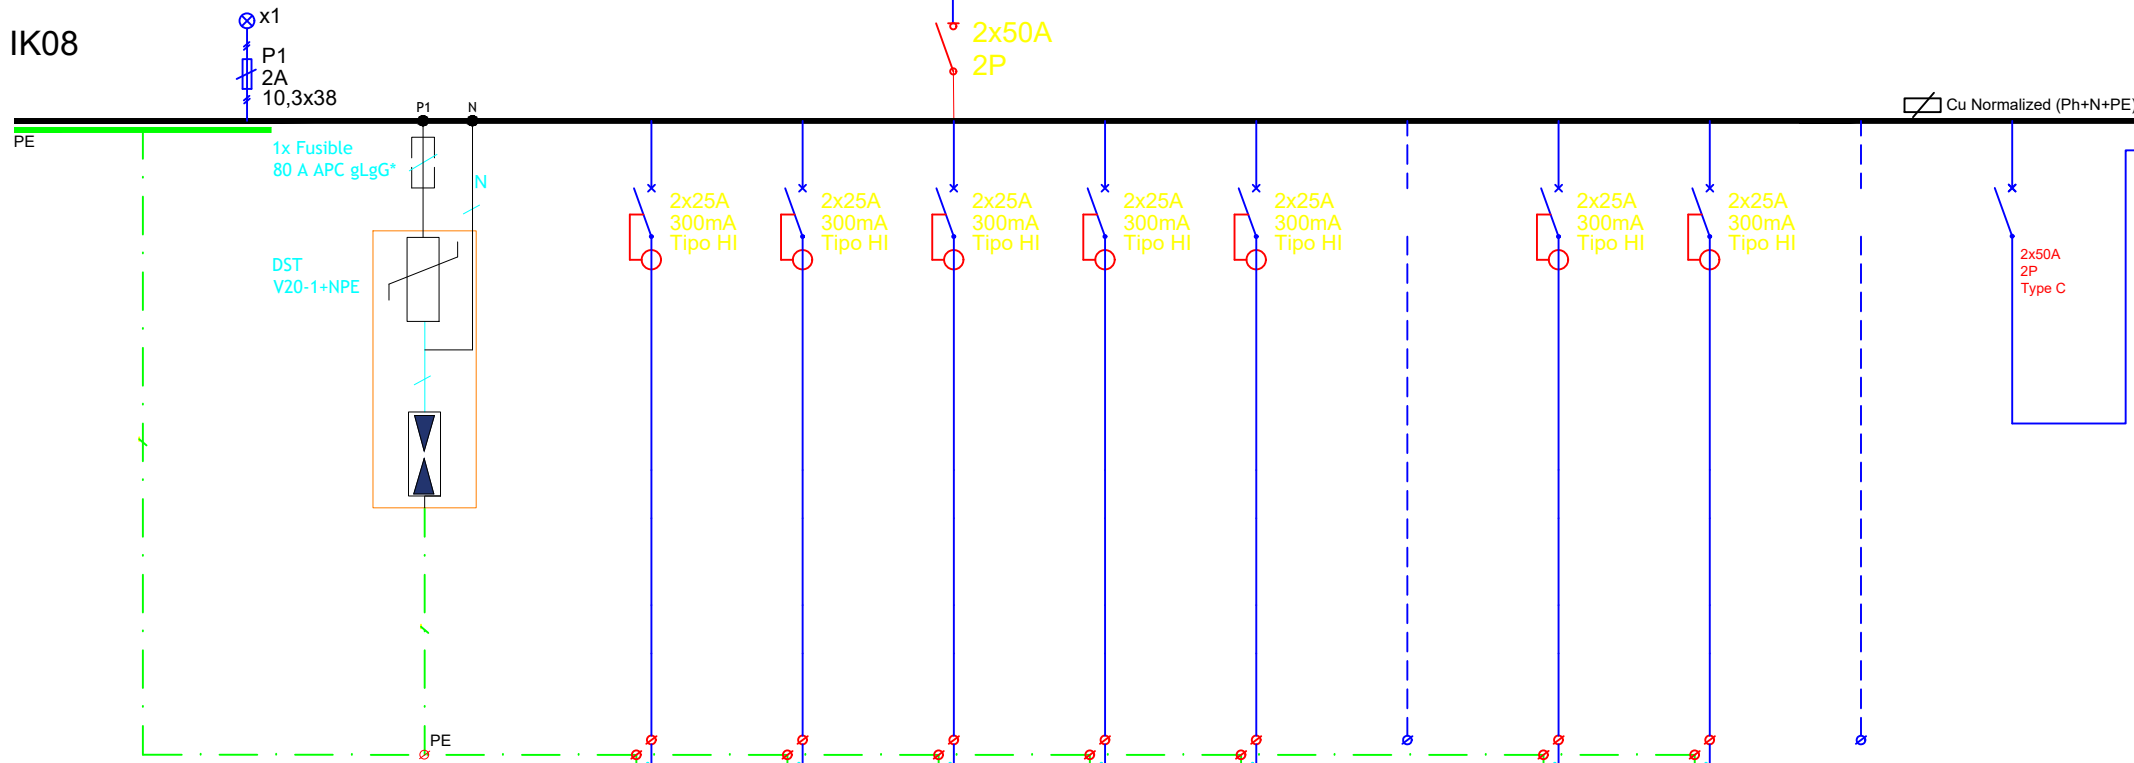 x1
IK08
P1
2A
10,3x38
2x50A
2P
P1
N
Cu Normalized (Ph+N+PE)
PE
1x Fusible
80 A APC gLgG*
N
DST
V20-1+NPE
2x25A
300mA
Tipo HI
2x25A
300mA
Tipo HI
2x25A
300mA
Tipo HI
2x25A
300mA
Tipo HI
2x25A
300mA
Tipo HI
2x25A
300mA
Tipo HI
2x25A
300mA
Tipo HI
2x50A
2P
Type C
PE